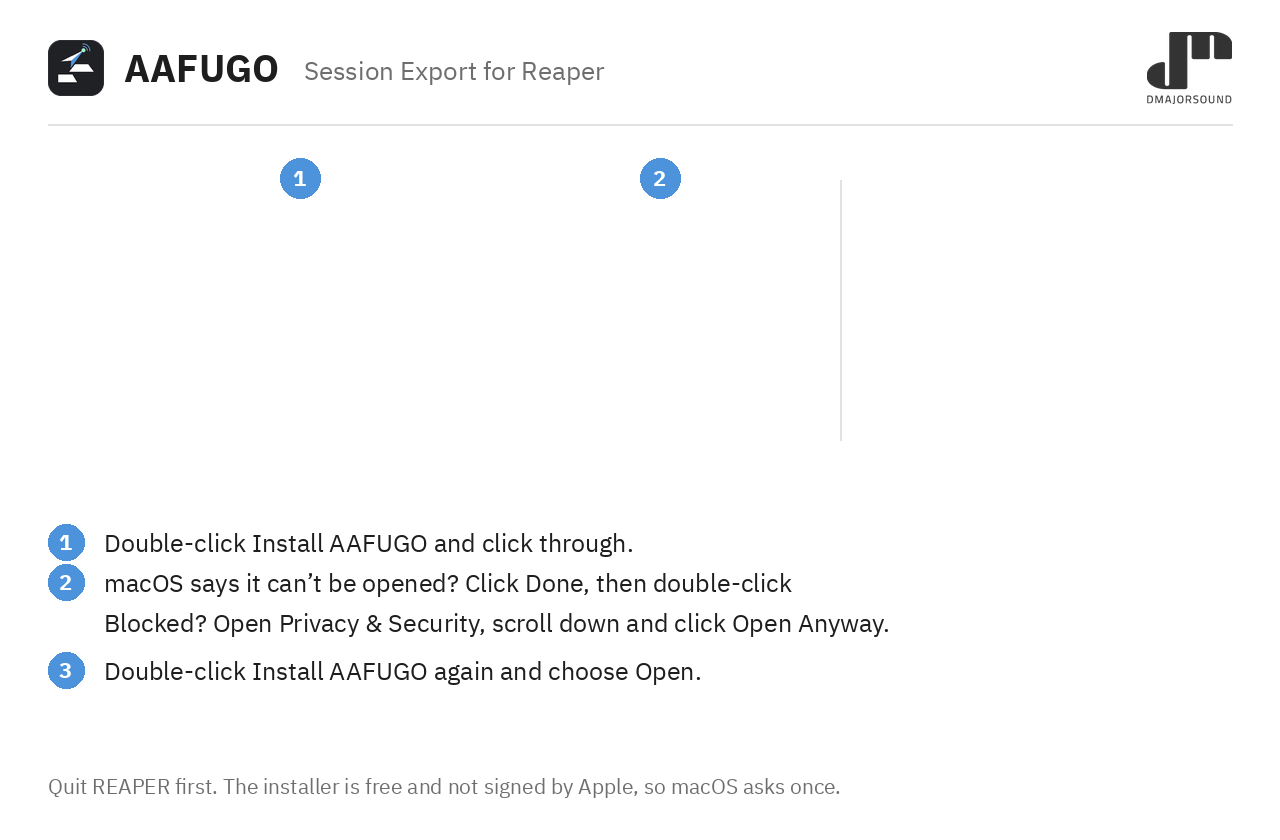 AAFUGO Session Export for Reaper
DMAJORSOUND
1 2
1 Double-click Install AAFUGO and click through.
2 macOS says it can’t be opened? Click Done, then double-click
Blocked? Open Privacy & Security, scroll down and click Open Anyway.
3 Double-click Install AAFUGO again and choose Open.
Quit REAPER first. The installer is free and not signed by Apple, so macOS asks once.